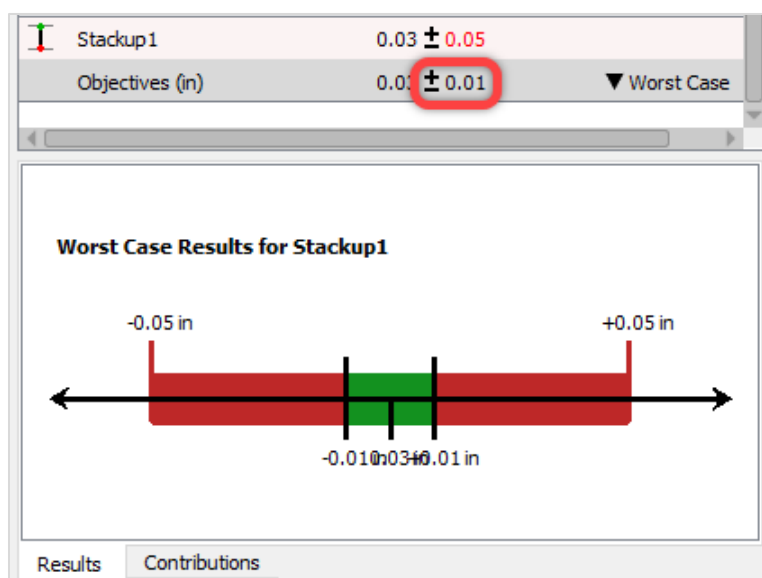 Stackup1 0.03 ± 0.05
Objectives (in) ± 0.01 ▼ Worst Case
Worst Case Results for Stackup1
-0.05 in +0.05 in
in
Results Contributions